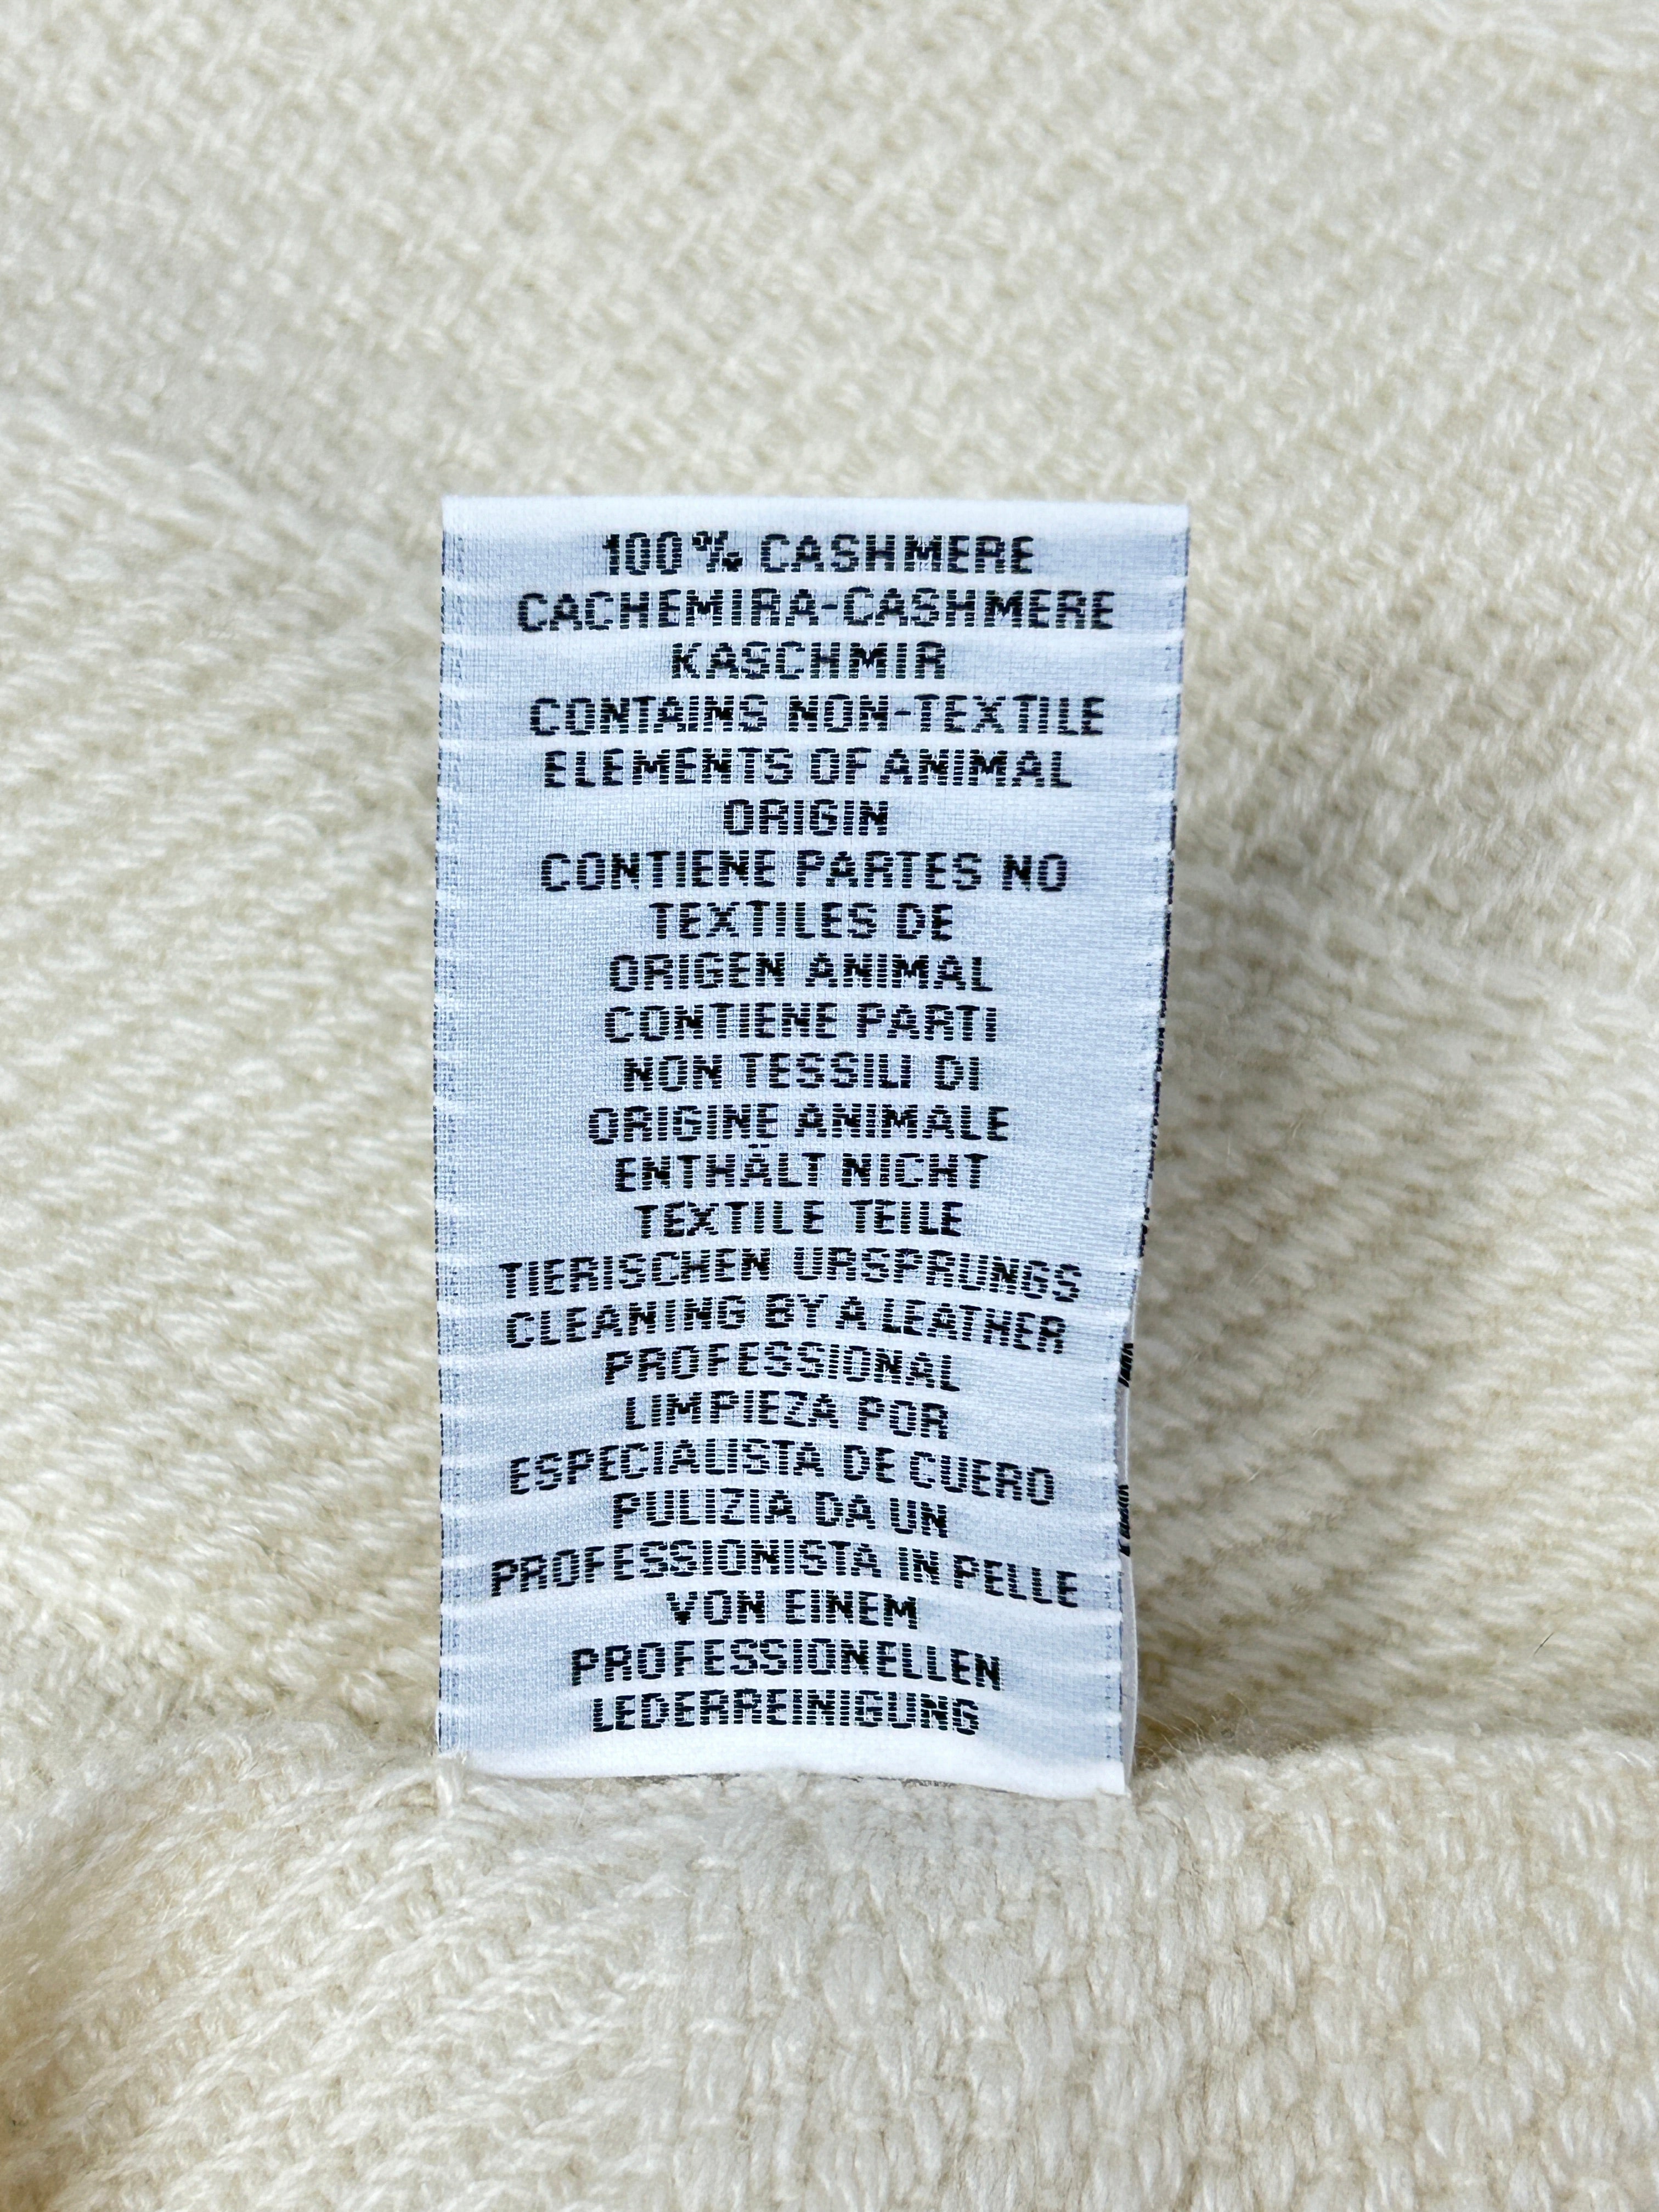 100% CASHMERE
CACHEMIRA-CASHMERE
KASCHMIR
CONTAINS NON-TEXTILE
ELEMENTS OF ANIMAL
ORIGIN
CONTIENE PARTES NO
TEXTILES DE
ORIGEN ANIMAL
CONTIENE PARTI
NON TESSILI DI
ORIGINE ANIMALE
ENTHÄLT NICHT
TEXTILE TEILE
TIERISCHEN URSPRUNGS
CLEANING BY A LEATHER
PROFESSIONAL
LIMPIEZA POR
ESPECIALISTA DE CUERO
PULIZIA DA UN
PROFESSIONISTA IN PELLE
VON EINEM
PROFESSIONELLEN
LEDERREINIGUNG